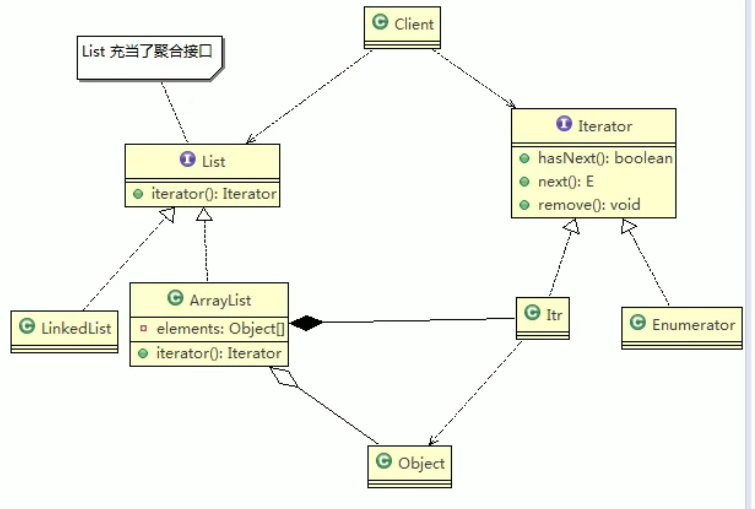 Client
List 充当了聚合接口
I Iterator
hasNext(): boolean
next(): E
remove(): void
I List
iterator(): Iterator
C ArrayList
elements: Object[]
iterator(): Iterator
C LinkedList
C Itr
C Enumerator
C Object